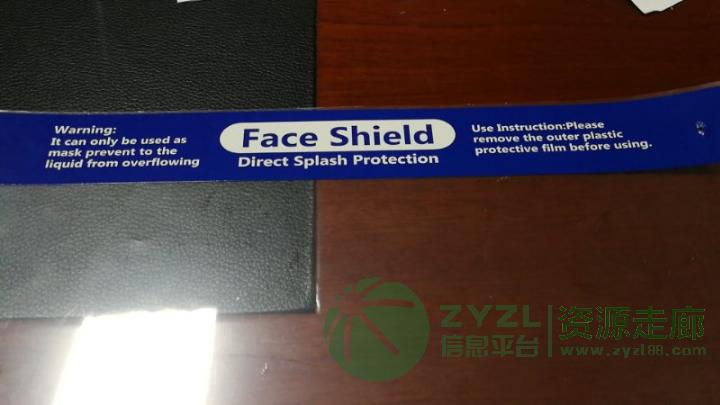 Warning:
It can only be used as
mask prevent to the
liquid from overflowing
Face Shield
Direct Splash Protection
Use Instruction:Please
remove the outer plastic
protective film before using.
ZYZL
信息平台
资源走廊
www.zyzl88.com